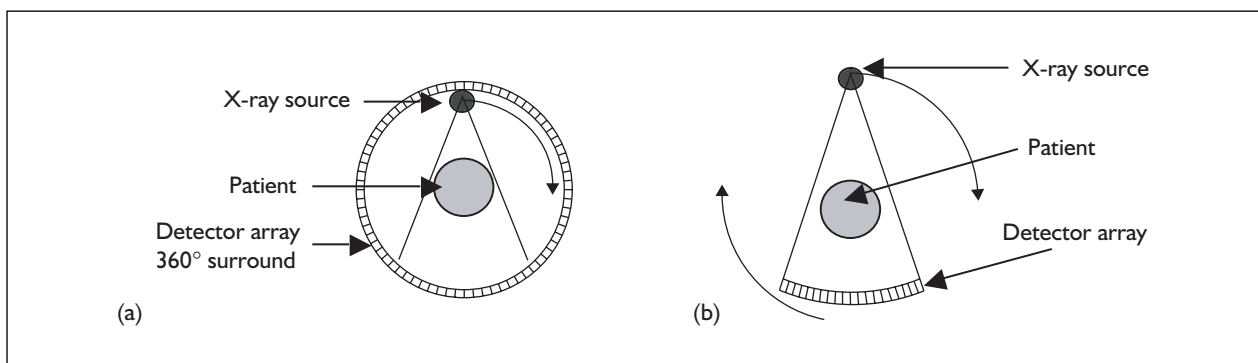 X-ray source
Patient
Detector array
360° surround
(a)
X-ray source
Patient
Detector array
(b)